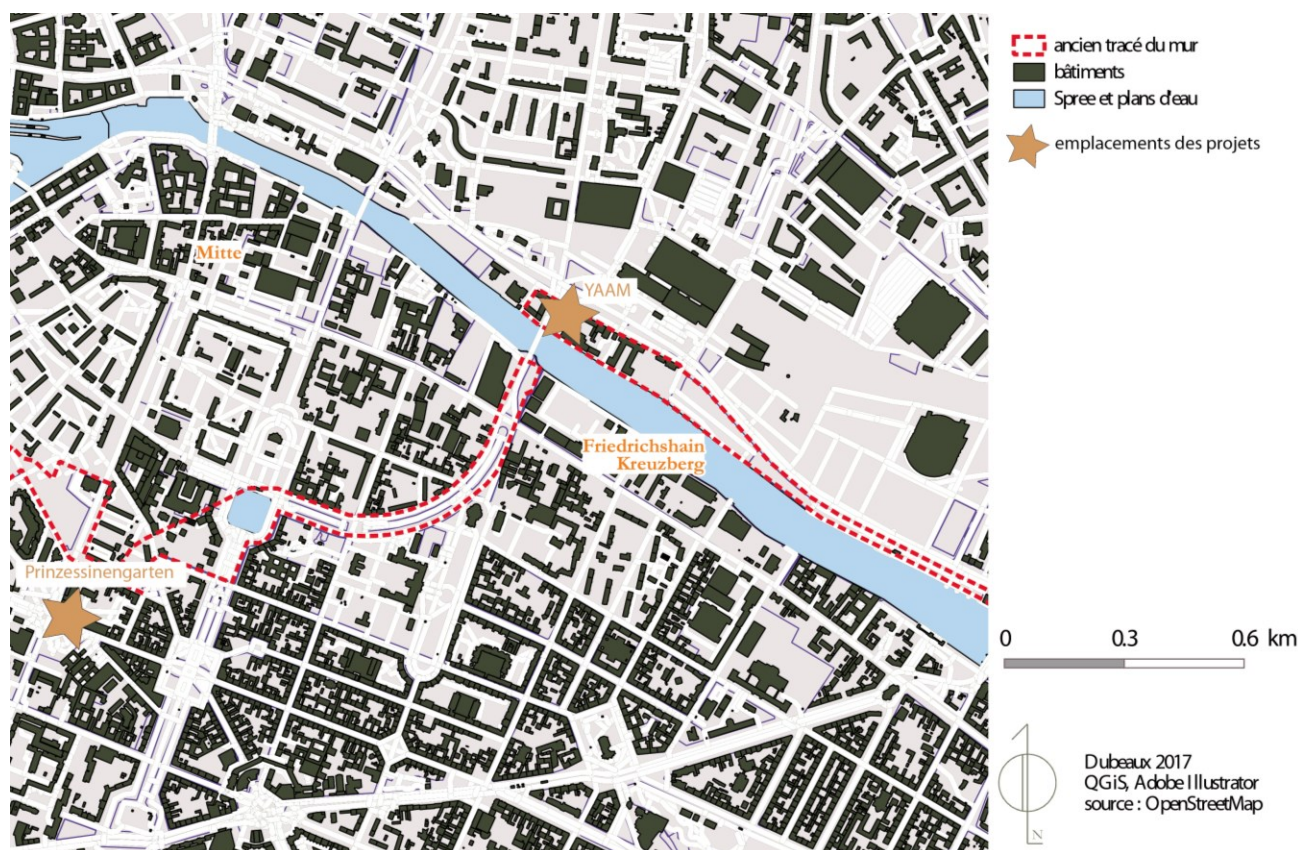 ancien tracé du mur
bâtiments
Spree et plans d'eau
emplacements des projets
Mitte
YAAM
Friedrichshain
Kreuzberg
Prinzessinengarten
0 0.3 0.6 km
Dubeaux 2017
QGiS, Adobe Illustrator
source : OpenStreetMap
N